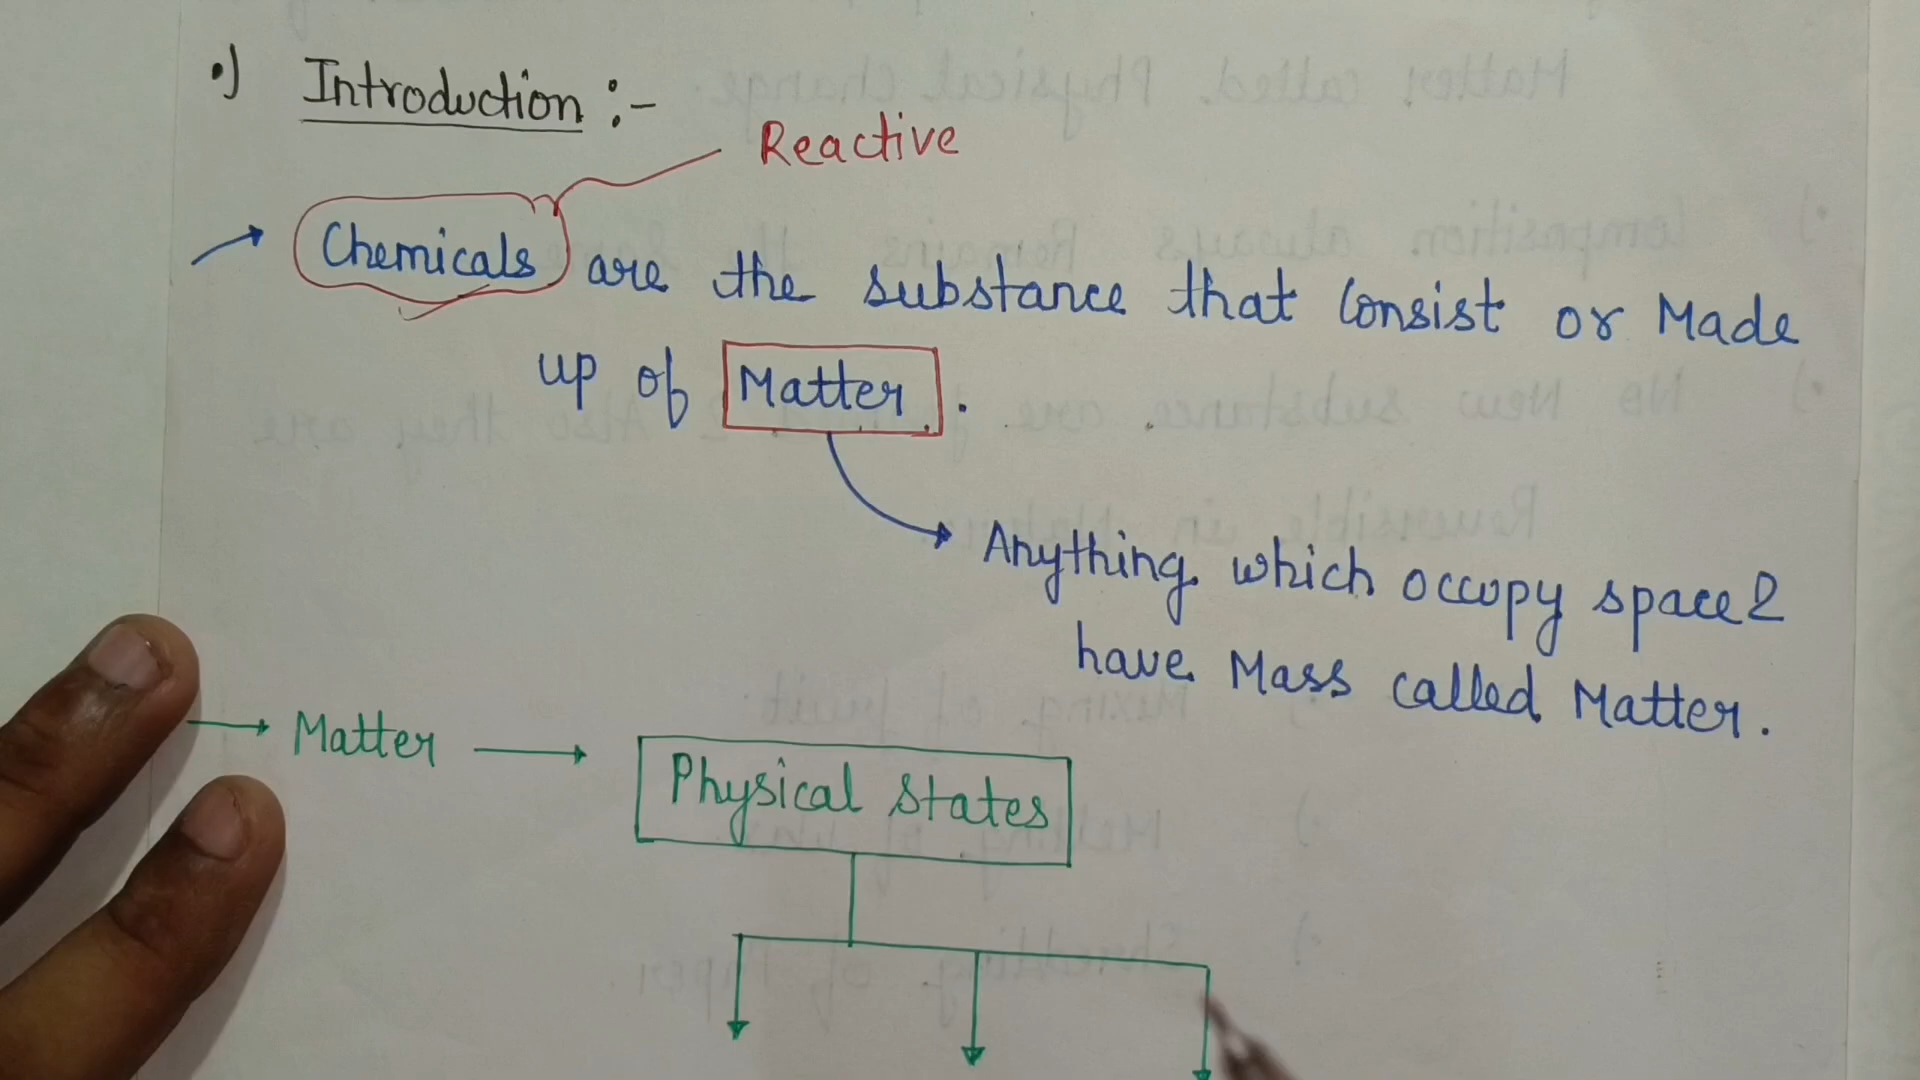 •) Introduction :-
Reactive
→ Chemicals are the substance that Consist or Made
up of Matter.
Anything which occupy space &
have Mass called Matter.
→ Matter → Physical States